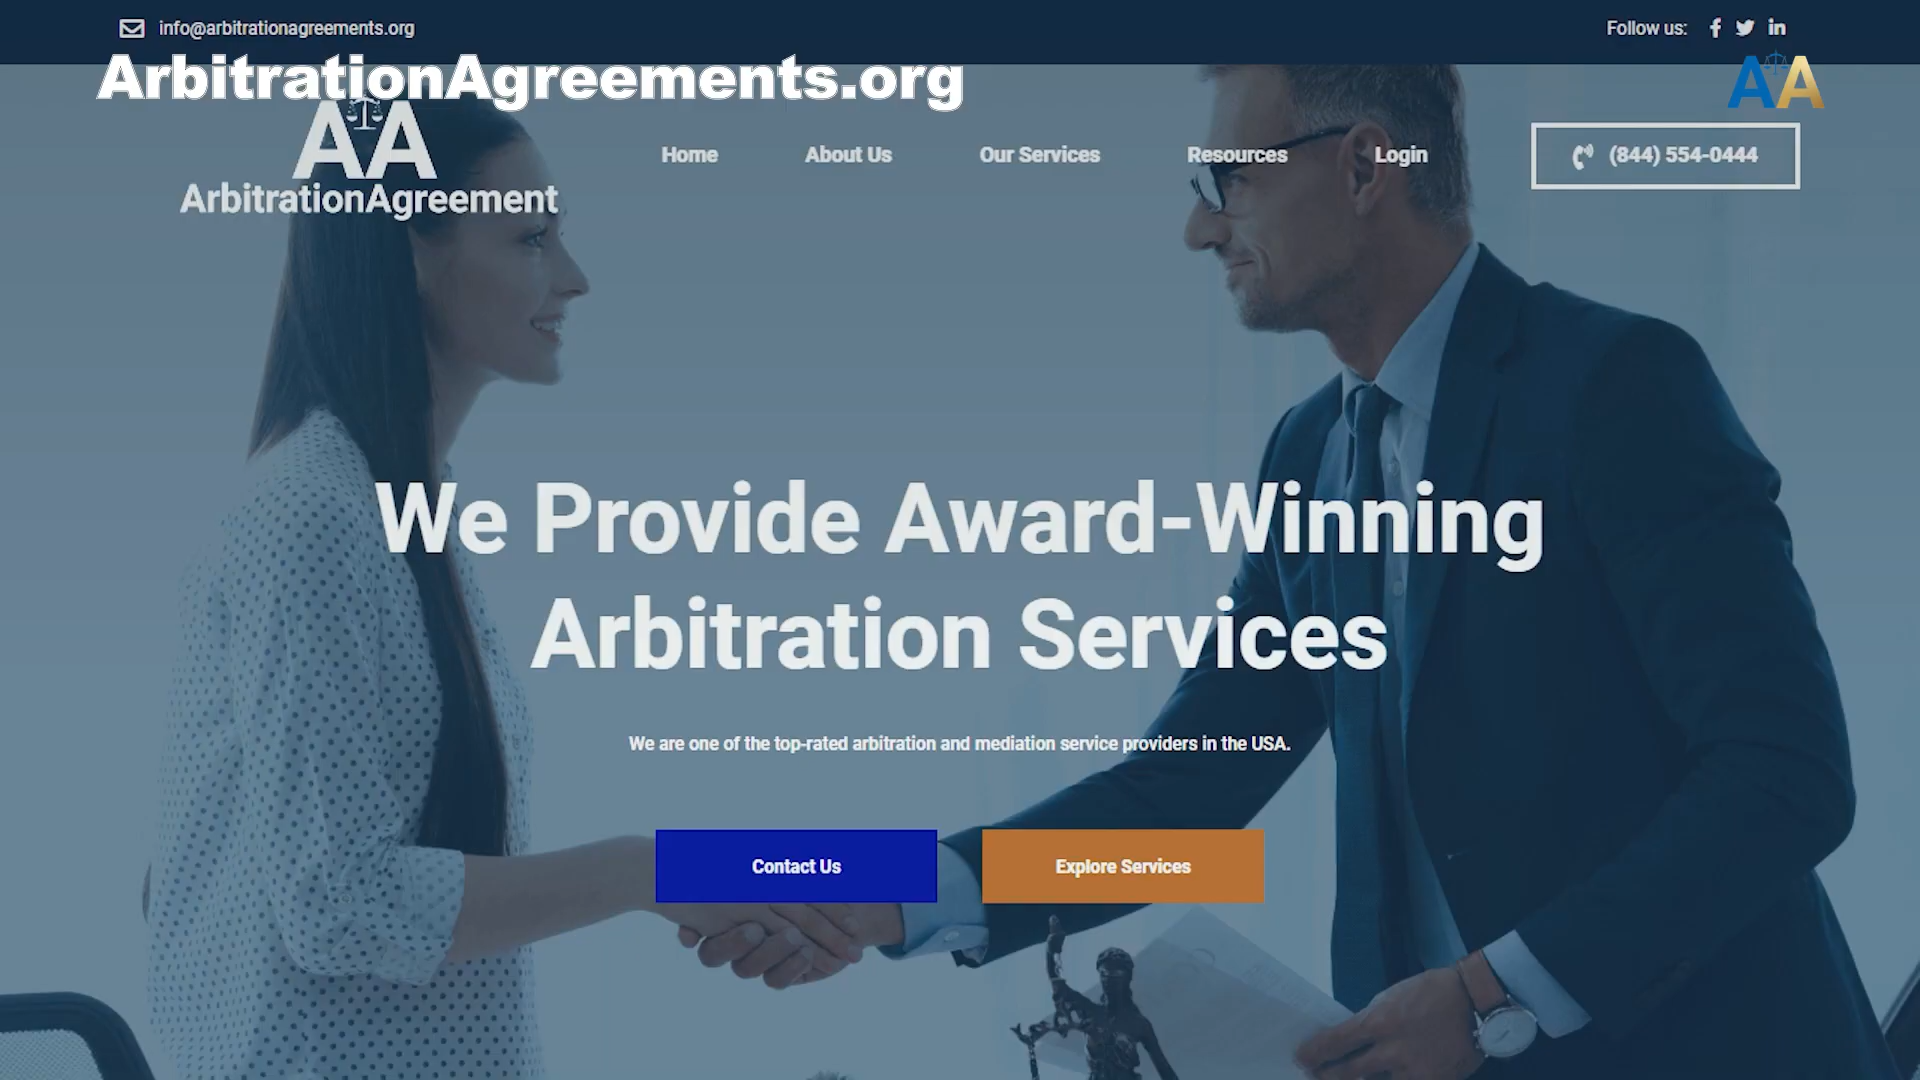 info@arbitrationagreements.org
Follow us:
ArbitrationAgreements.org
AA
AA
ArbitrationAgreement
Home
About Us
Our Services
Resources
Login
(844) 554-0444
We Provide Award-Winning
Arbitration Services
We are one of the top-rated arbitration and mediation service providers in the USA.
Contact Us
Explore Services